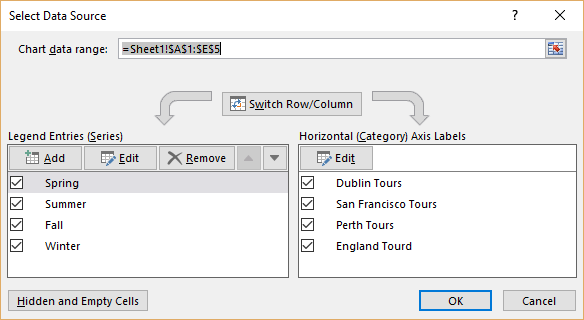 Select Data Source
?
Chart data range: =Sheet1!$A$1:$E$5
Switch Row/Column
Legend Entries (Series)
Horizontal (Category) Axis Labels
Add Edit Remove
Edit
Spring
Dublin Tours
Summer
San Francisco Tours
Fall
Perth Tours
Winter
England Tourd
Hidden and Empty Cells
OK
Cancel